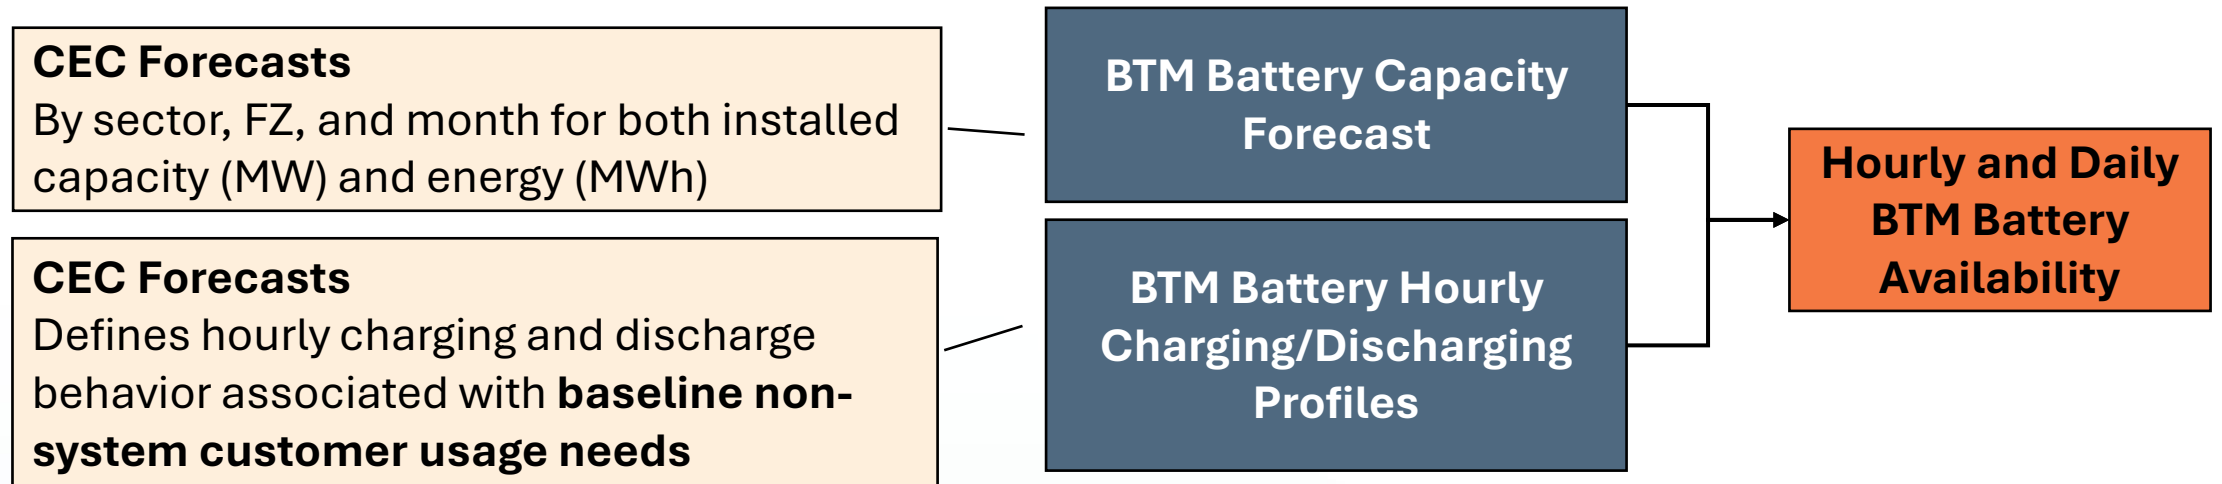 CEC Forecasts
By sector, FZ, and month for both installed
capacity (MW) and energy (MWh)
CEC Forecasts
Defines hourly charging and discharge
behavior associated with baseline non-
system customer usage needs
BTM Battery Capacity
Forecast
BTM Battery Hourly
Charging/Discharging
Profiles
Hourly and Daily
BTM Battery
Availability